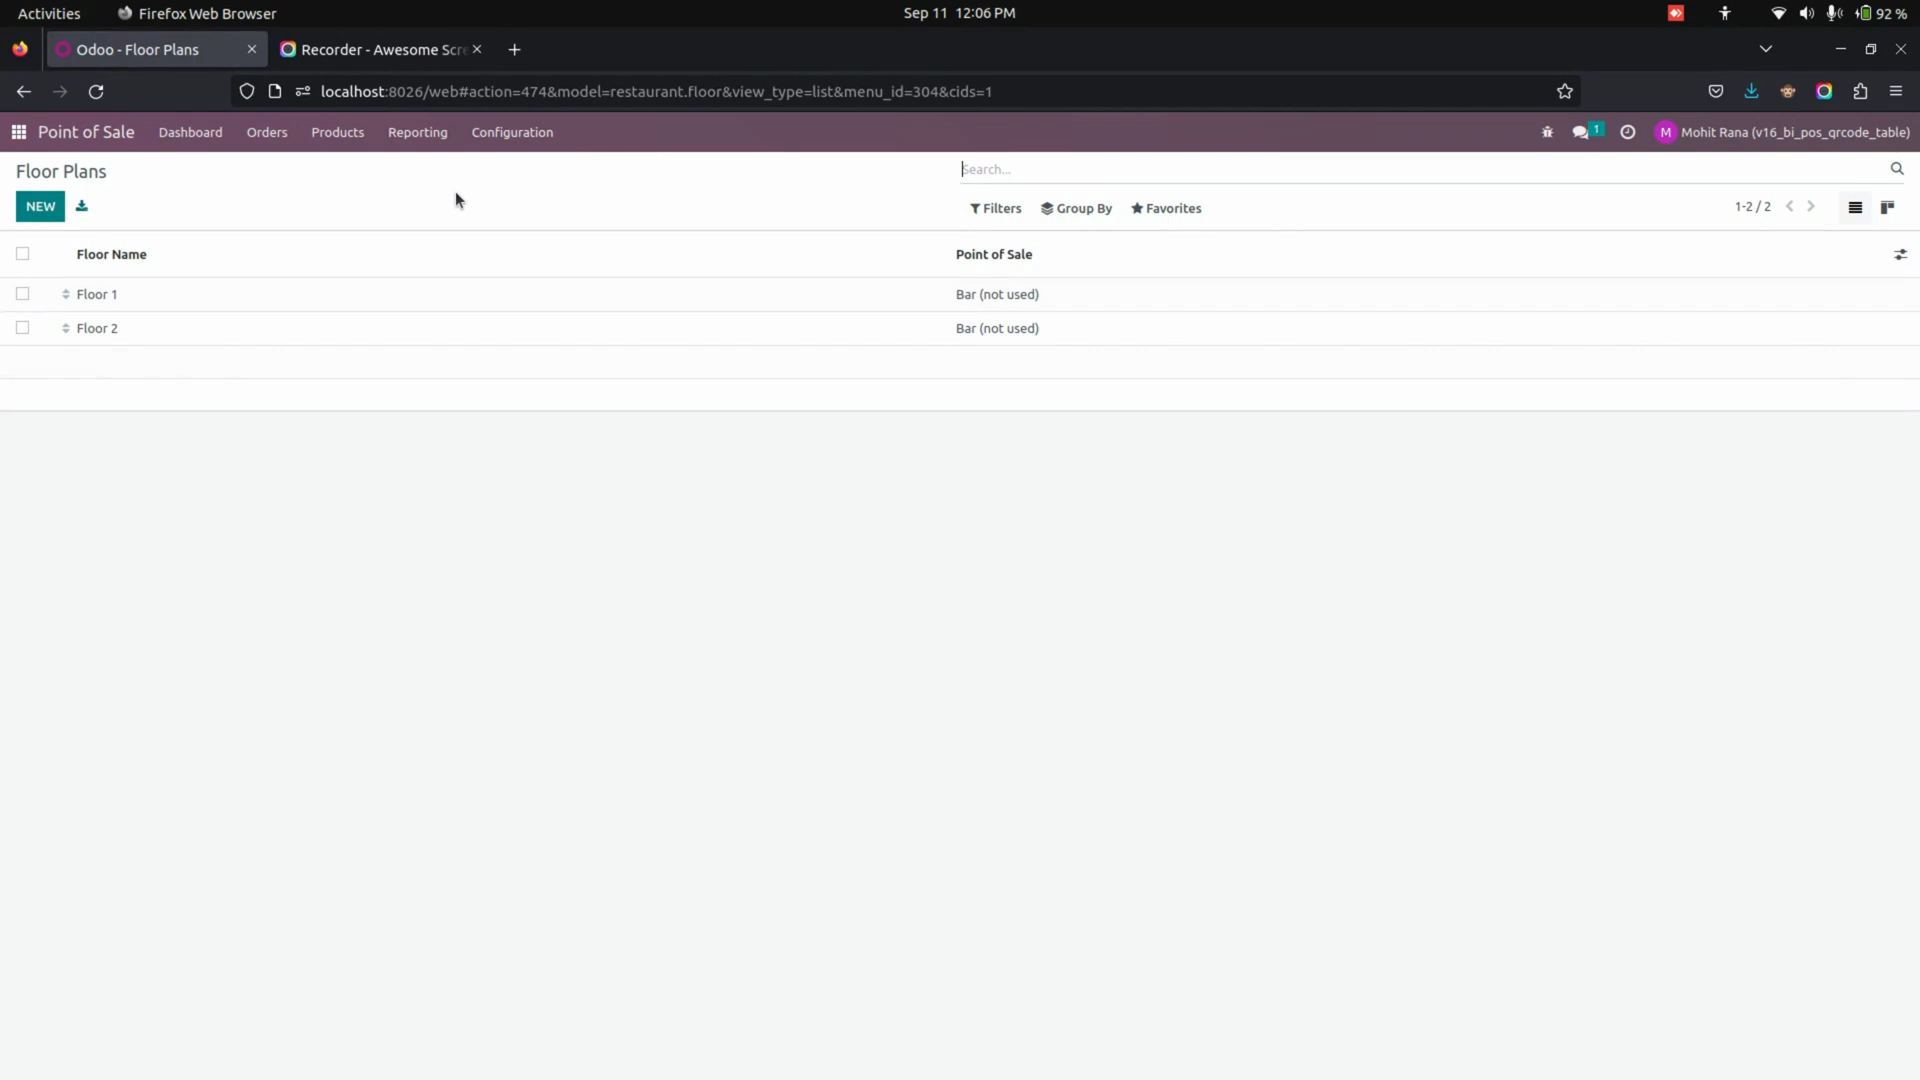 Activities Firefox Web Browser Sep 11 12:06 PM 92 %
Odoo - Floor Plans Recorder - Awesome Scre
localhost:8026/web#action=474&model=restaurant.floor&view_type=list&menu_id=304&cids=1
Point of Sale Dashboard Orders Products Reporting Configuration 1 M Mohit Rana (v16_bi_pos_qrcode_table)
Floor Plans Search...
NEW Filters Group By Favorites 1-2 / 2
Floor Name Point of Sale
Floor 1 Bar (not used)
Floor 2 Bar (not used)